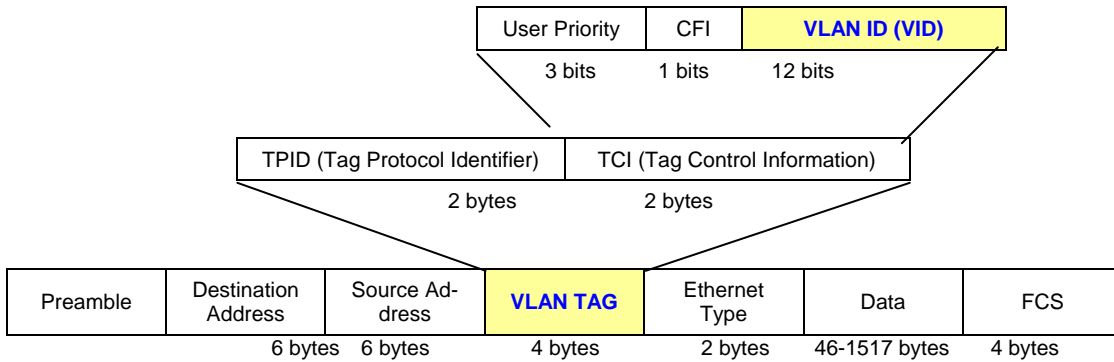 User Priority CFI VLAN ID (VID)
3 bits 1 bits 12 bits
TPID (Tag Protocol Identifier) TCI (Tag Control Information)
2 bytes 2 bytes
Preamble
Destination
Address
Source Ad-
dress
VLAN TAG
Ethernet
Type
Data
FCS
6 bytes 6 bytes 4 bytes 2 bytes 46-1517 bytes 4 bytes